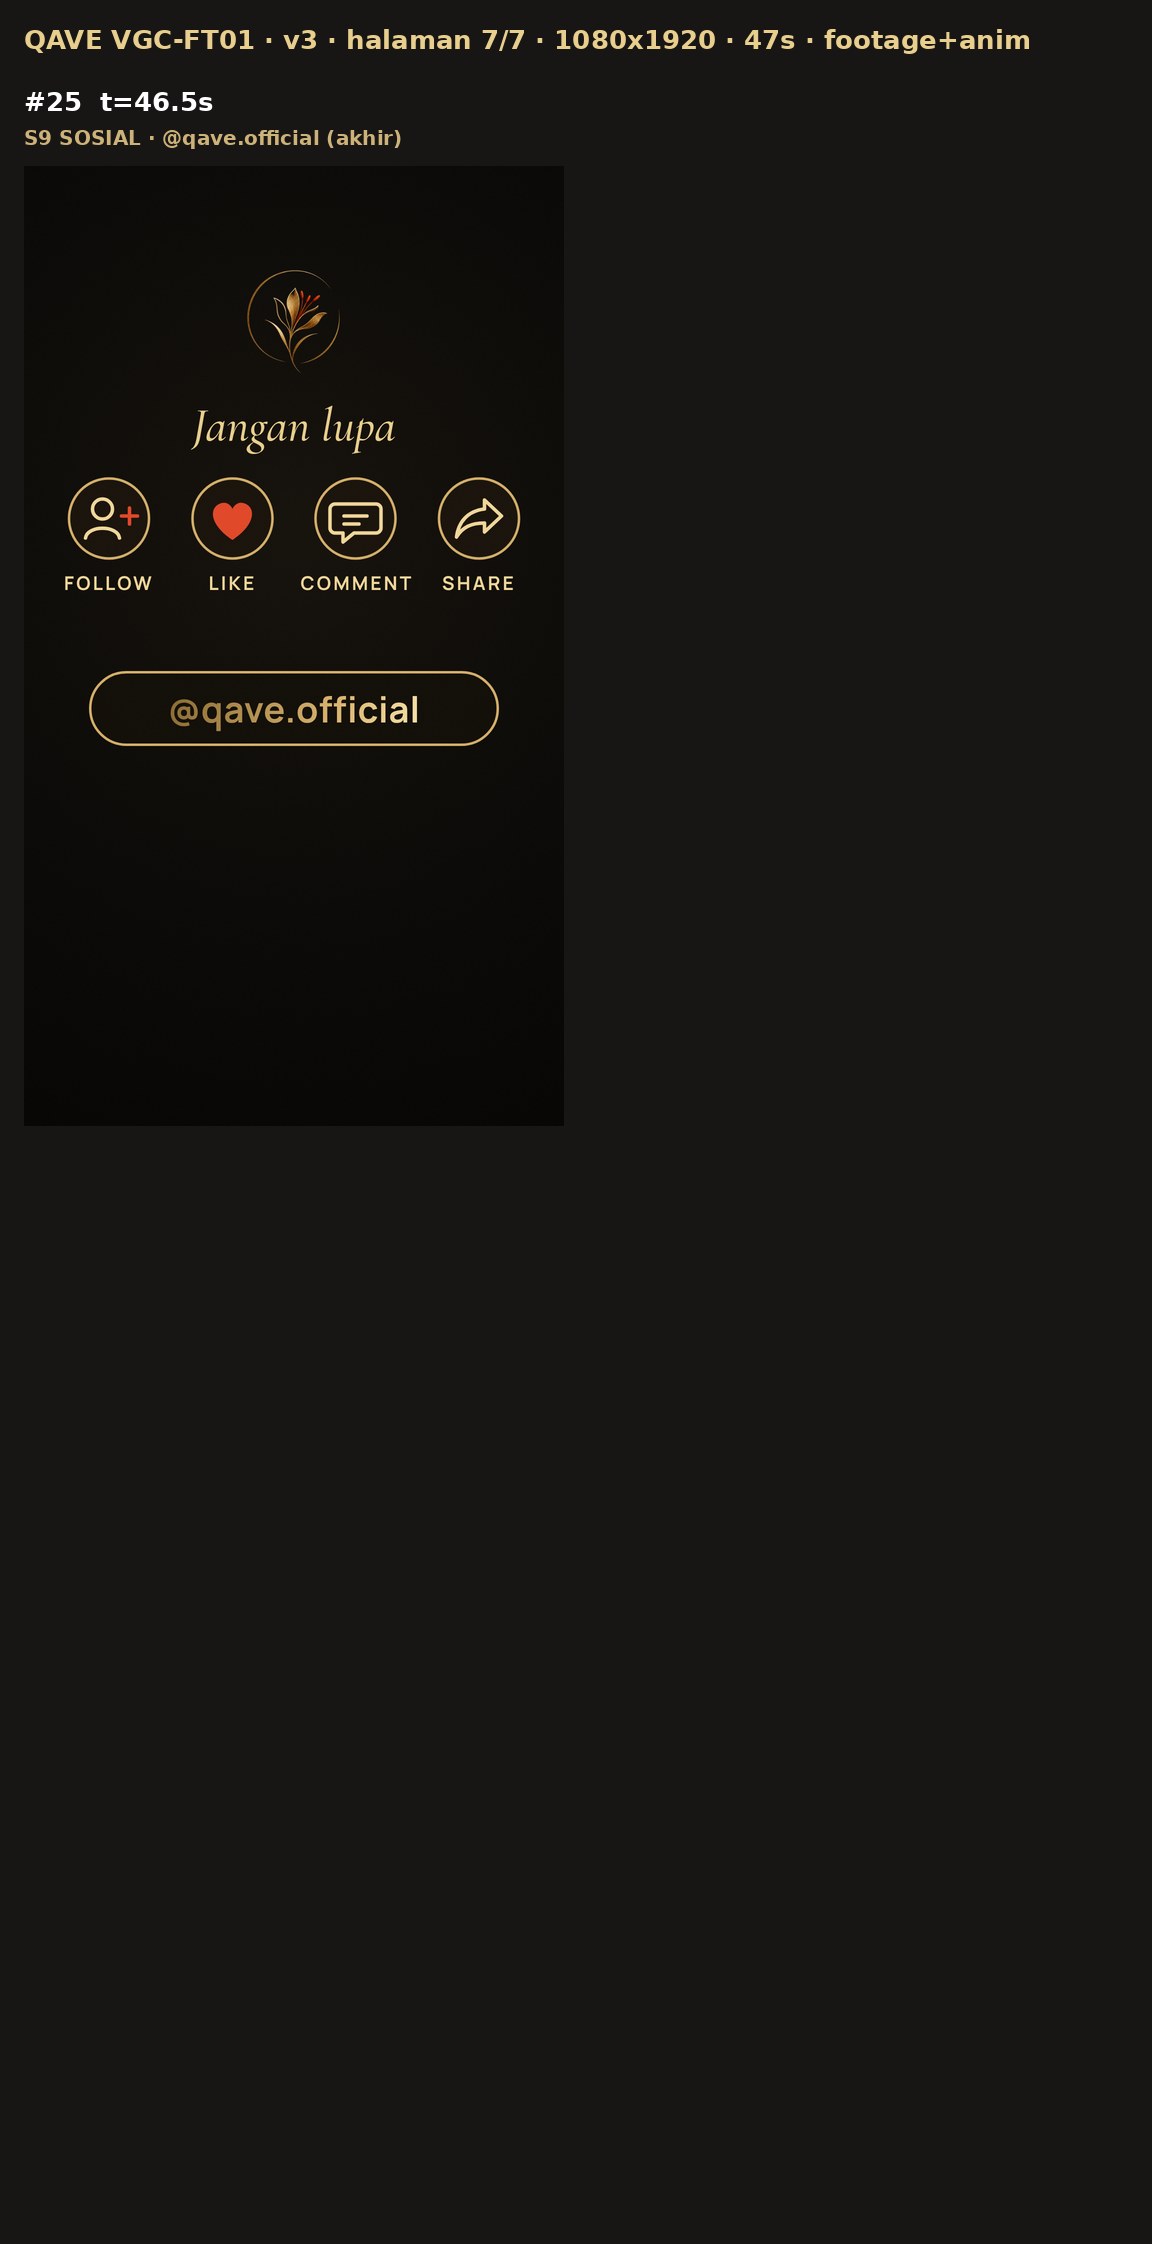 QAVE VGC-FT01 · v3 · halaman 7/7 · 1080x1920 · 47s · footage+anim
#25 t=46.5s
S9 SOSIAL · @qave.official (akhir)
Jangan lupa
FOLLOW LIKE COMMENT SHARE
@qave.official